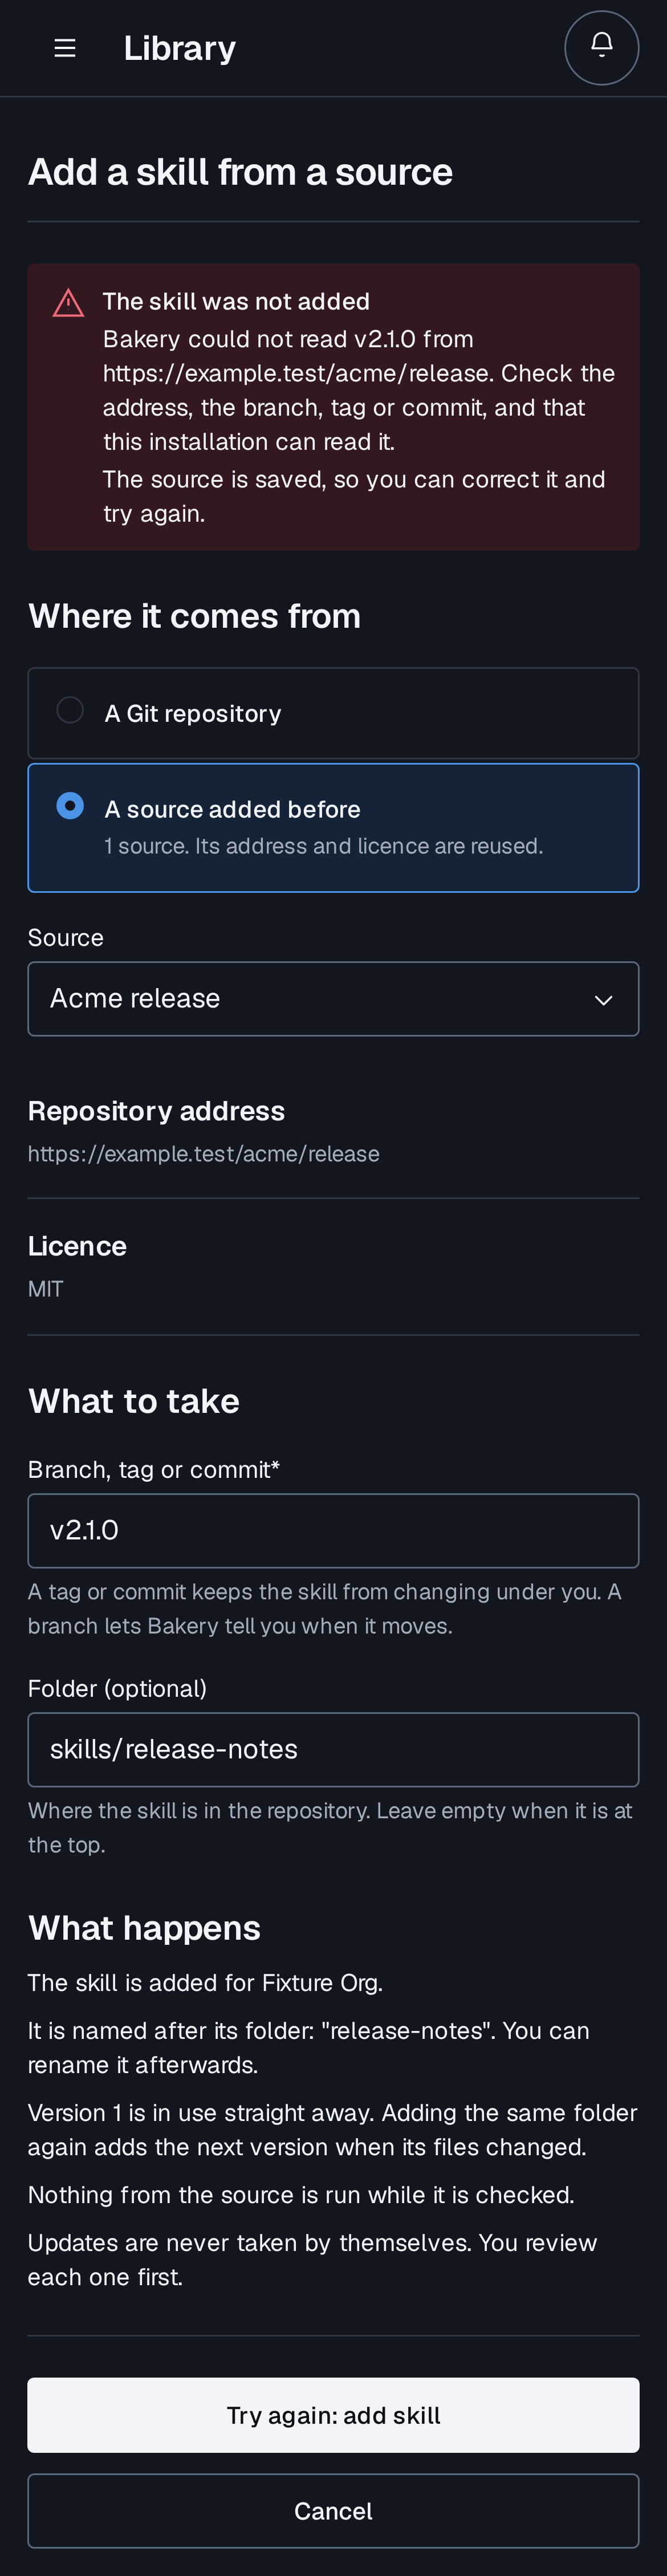 Library
Add a skill from a source
The skill was not added
Bakery could not read v2.1.0 from
https://example.test/acme/release. Check the
address, the branch, tag or commit, and that
this installation can read it.
The source is saved, so you can correct it and
try again.
Where it comes from
A Git repository
A source added before
1 source. Its address and licence are reused.
Source
Acme release
Repository address
https://example.test/acme/release
Licence
MIT
What to take
Branch, tag or commit*
v2.1.0
A tag or commit keeps the skill from changing under you. A
branch lets Bakery tell you when it moves.
Folder (optional)
skills/release-notes
Where the skill is in the repository. Leave empty when it is at
the top.
What happens
The skill is added for Fixture Org.
It is named after its folder: "release-notes". You can
rename it afterwards.
Version 1 is in use straight away. Adding the same folder
again adds the next version when its files changed.
Nothing from the source is run while it is checked.
Updates are never taken by themselves. You review
each one first.
Try again: add skill
Cancel